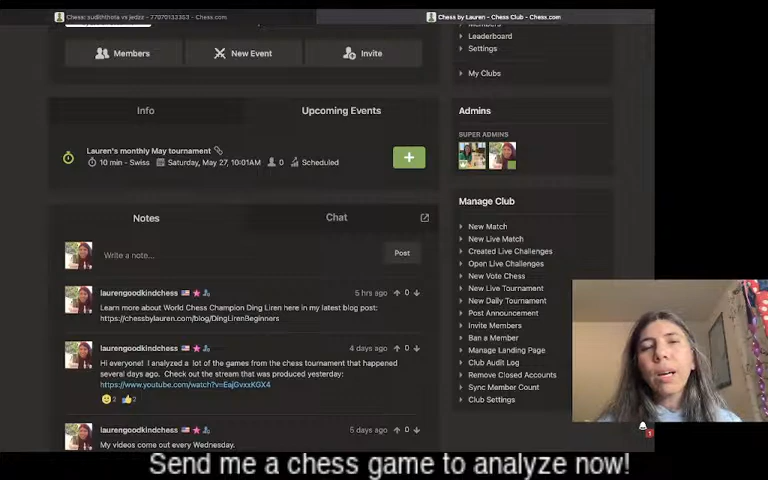 Chess: sudiththsia vs jedzz - 77070133353 - Chess.com
Chess by Lauren - Chess Club - Chess.com
Leaderboard
Settings
My Clubs
Members
New Event
Invite
Info
Upcoming Events
Lauren's monthly May tournament
10 min - Swiss
Saturday, May 27, 10:01AM
0
Scheduled
+
Admins
SUPER ADMINS
Manage Club
New Match
New Live Match
Created Live Challenges
Open Live Challenges
New Vote Chess
New Live Tournament
New Daily Tournament
Post Announcement
Invite Members
Ban a Member
Manage Landing Page
Club Audit Log
Remove Closed Accounts
Sync Member Count
Club Settings
Notes
Chat
Write a note...
Post
laurengoodkindchess
5 hrs ago
0
Learn more about World Chess Champion Ding Liren here in my latest blog post:
https://chessbylauren.com/blog/DingLirenBeginners
laurengoodkindchess
4 days ago
0
Hi everyone! I analyzed a lot of the games from the chess tournament that happened
several days ago. Check out the stream that was produced yesterday:
https://www.youtube.com/watch?v=EajGvxxKGX4
2
2
laurengoodkindchess
5 days ago
0
My videos come out every Wednesday.
1
Send me a chess game to analyze now!